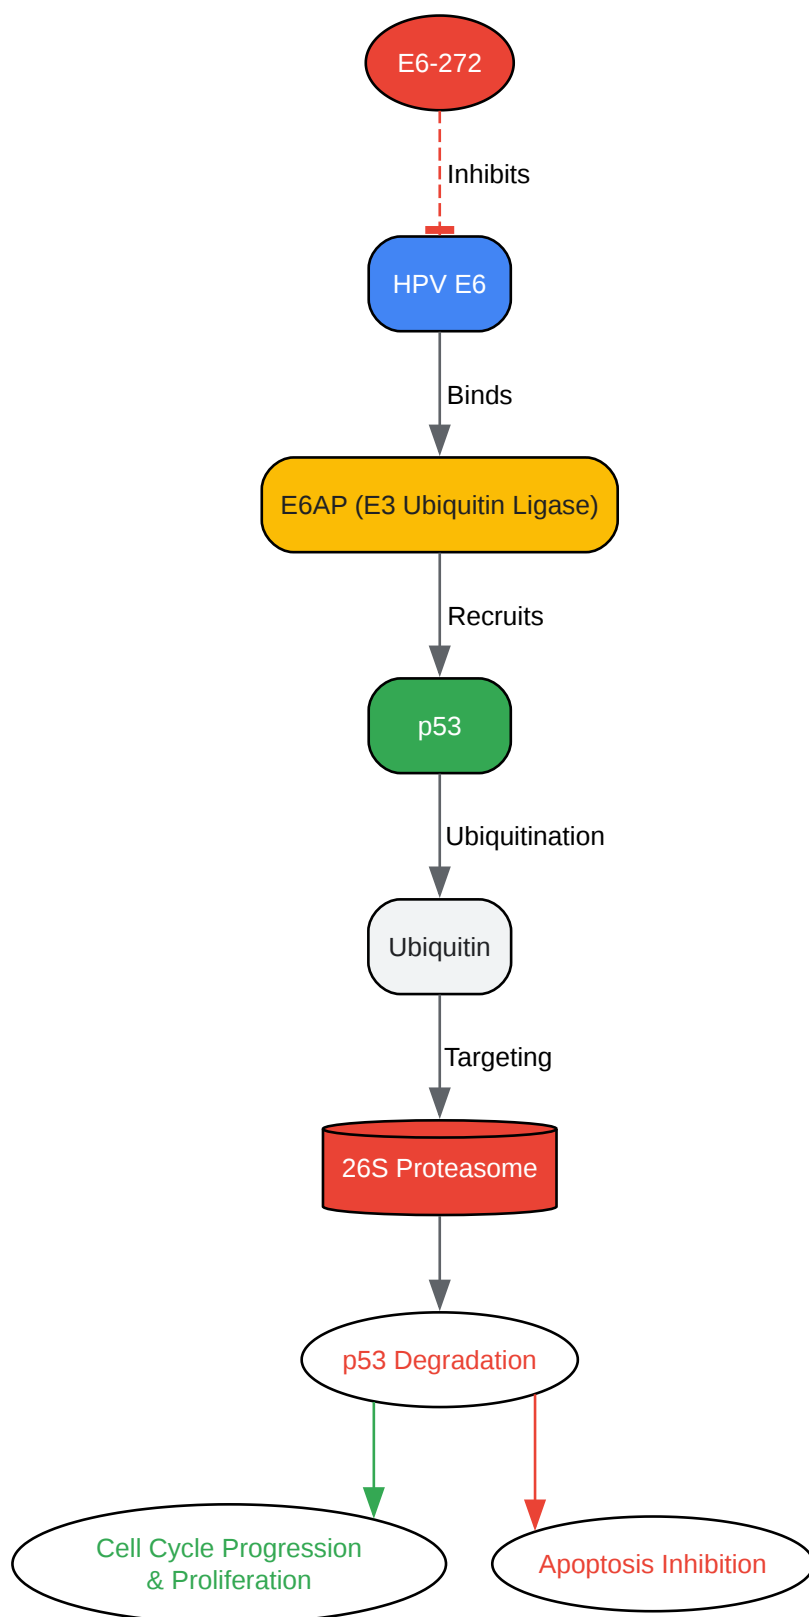 E6-272
Inhibits
HPV E6
Binds
E6AP (E3 Ubiquitin Ligase)
Recruits
p53
Ubiquitination
Ubiquitin
Targeting
26S Proteasome
p53 Degradation
Cell Cycle Progression
& Proliferation
Apoptosis Inhibition